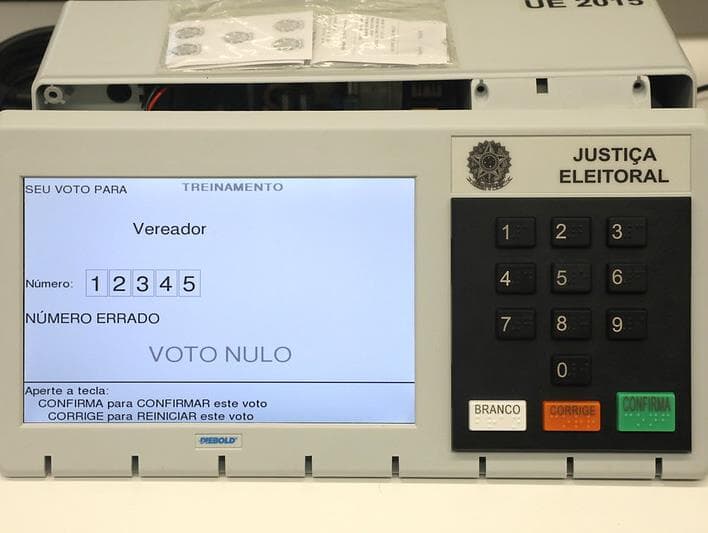 UE 2015
JUSTIÇA
ELEITORAL
SEU VOTO PARA TREINAMENTO
Vereador
Número: 1 2 3 4 5
NÚMERO ERRADO
VOTO NULO
Aperte a tecla:
CONFIRMA para CONFIRMAR este voto
CORRIGE para REINICIAR este voto
DIEBOLD
1 2 3
4 5 6
7 8 9
0
BRANCO CORRIGE CONFIRMA